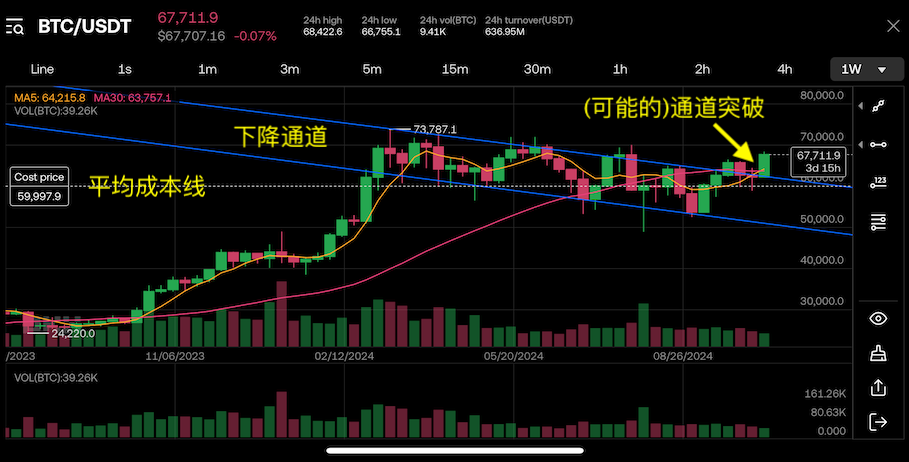 BTC/USDT
67,711.9
$67,707.16 -0.07%
24h high
68,422.6
24h low
66,755.1
24h vol(BTC)
9.41K
24h turnover(USDT)
636.95M
Line 1s 1m 3m 5m 15m 30m 1h 2h 4h 1W
MA5: 64,215.8 MA30: 63,757.1
VOL(BTC):39.26K
80,000.0
(可能的)通道突破
下降通道
73,787.1
70,000.0
67,711.9
3d 15h
60,000.0
Cost price
59,997.9
平均成本线
123
50,000.0
40,000.0
30,000.0
24,220.0
/2023 11/06/2023 02/12/2024 05/20/2024 08/26/2024
VOL(BTC):39.26K
161.26K
80.63K
0.000